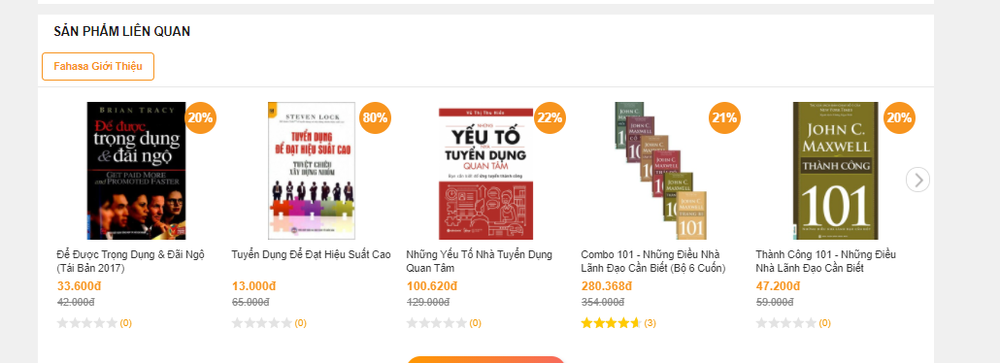 SẢN PHẨM LIÊN QUAN
Fahasa Giới Thiệu
BRIAN TRACY
Để được
trọng dụng
& đãi ngộ
GET PAID MORE
AND PROMOTED FASTER
20%
STEVEN LOCK
TUYỂN DỤNG
ĐỂ ĐẠT HIỆU SUẤT CAO
TUYỆT CHIÊU
XÂY DỰNG NHÓM
80%
Vũ Thị Thu Hiền
NHỮNG
YẾU TỐ
TUYỂN DỤNG
QUAN TÂM
22%
JOHN C.
MAXWELL
101
21%
JOHN C.
MAXWELL
THÀNH CÔNG
101
20%
Để Được Trọng Dụng & Đãi Ngộ
(Tái Bản 2017)
33.600đ
42.000đ
(0)
Tuyển Dụng Để Đạt Hiệu Suất Cao
13.000đ
65.000đ
(0)
Những Yếu Tố Nhà Tuyển Dụng
Quan Tâm
100.620đ
129.000đ
(0)
Combo 101 - Những Điều Nhà
Lãnh Đạo Cần Biết (Bộ 6 Cuốn)
280.368đ
354.000đ
(3)
Thành Công 101 - Những Điều
Nhà Lãnh Đạo Cần Biết
47.200đ
59.000đ
(0)